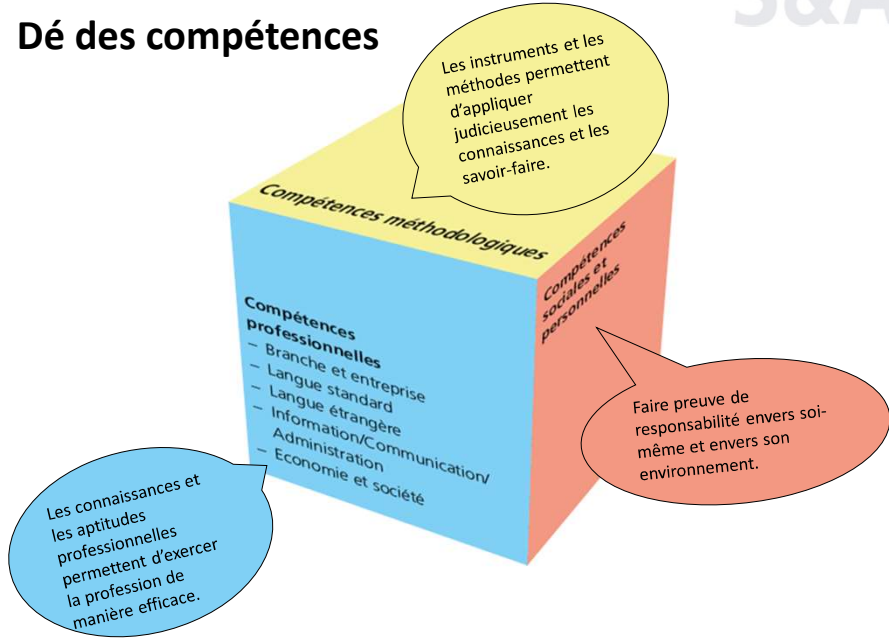 S&A
Dé des compétences
Les instruments et les
méthodes permettent
d'appliquer
judicieusement les
connaissances et les
savoir-faire.
Compétences méthodologiques
Compétences
sociales et
personnelles
Compétences
professionnelles
– Branche et entreprise
– Langue standard
– Langue étrangère
– Information/Communication/
Administration
– Economie et société
Faire preuve de
responsabilité envers soi-
même et envers son
environnement.
Les connaissances et
les aptitudes
professionnelles
permettent d'exercer
la profession de
manière efficace.